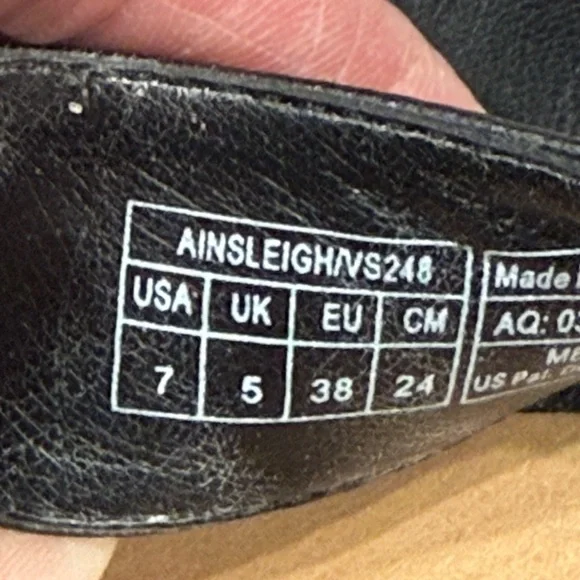 AINSLEIGH/VS248
USA UK EU CM
7 5 38 24
Made
AQ:
US Pat.